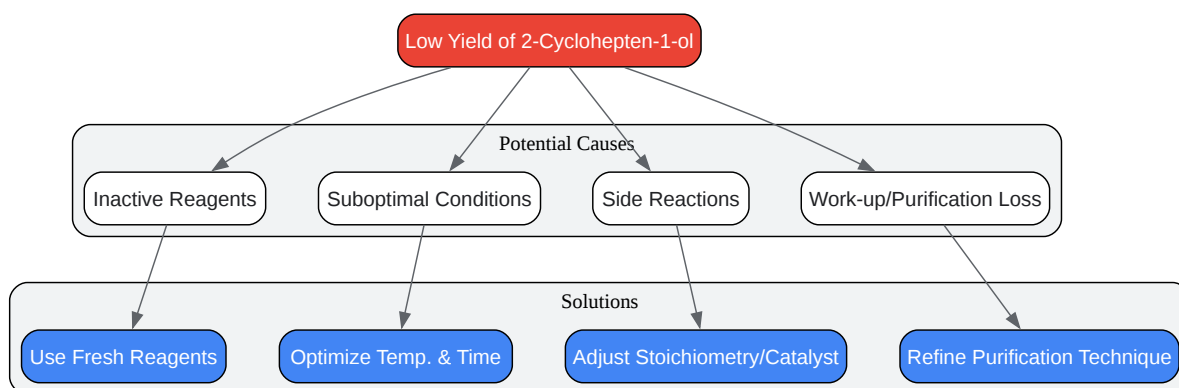 Low Yield of 2-Cyclohepten-1-ol
Potential Causes
Inactive Reagents
Suboptimal Conditions
Side Reactions
Work-up/Purification Loss
Solutions
Use Fresh Reagents
Optimize Temp. & Time
Adjust Stoichiometry/Catalyst
Refine Purification Technique